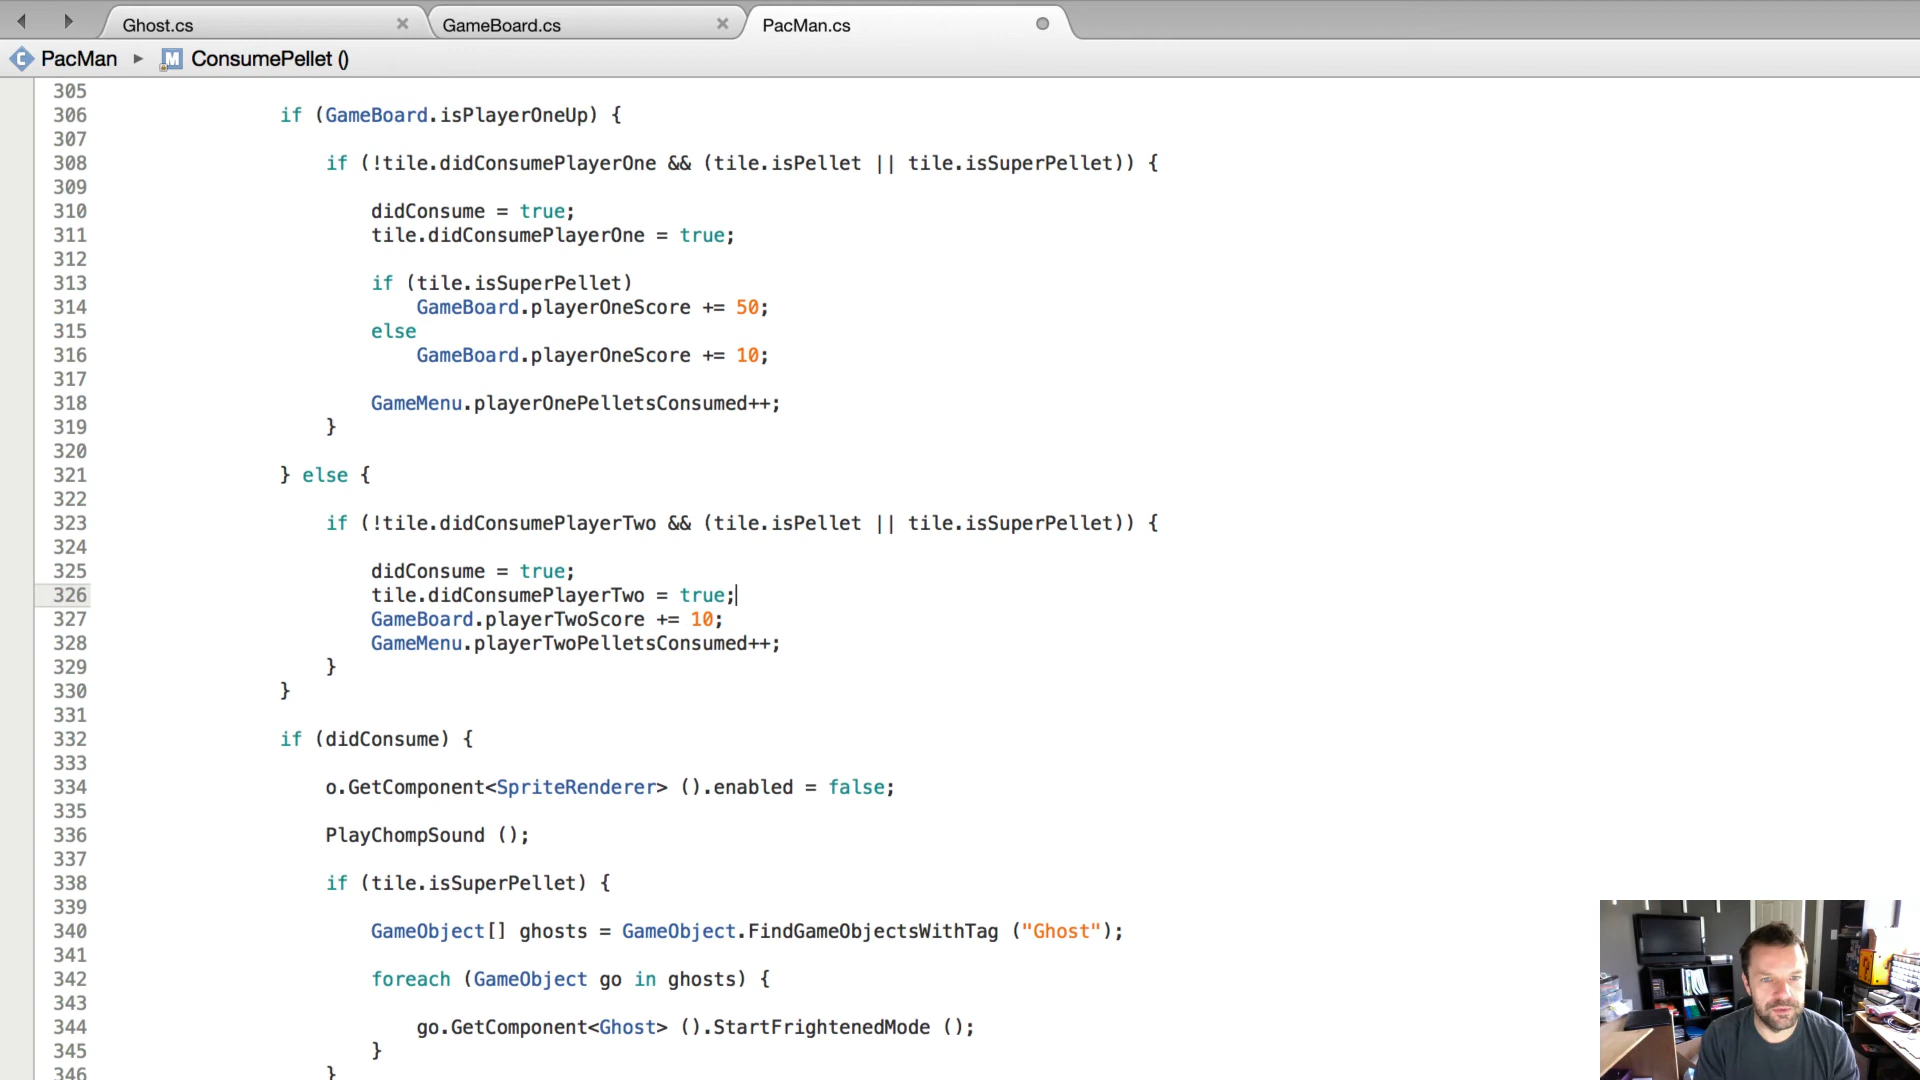 Ghost.cs
GameBoard.cs
PacMan.cs
PacMan
M ConsumePellet ()
305
306 if (GameBoard.isPlayerOneUp) {
307
308 if (!tile.didConsumePlayerOne && (tile.isPellet || tile.isSuperPellet)) {
309
310 didConsume = true;
311 tile.didConsumePlayerOne = true;
312
313 if (tile.isSuperPellet)
314 GameBoard.playerOneScore += 50;
315 else
316 GameBoard.playerOneScore += 10;
317
318 GameMenu.playerOnePelletsConsumed++;
319 }
320
321 } else {
322
323 if (!tile.didConsumePlayerTwo && (tile.isPellet || tile.isSuperPellet)) {
324
325 didConsume = true;
326 tile.didConsumePlayerTwo = true;
327 GameBoard.playerTwoScore += 10;
328 GameMenu.playerTwoPelletsConsumed++;
329 }
330 }
331
332 if (didConsume) {
333
334 o.GetComponent<SpriteRenderer> ().enabled = false;
335
336 PlayChompSound ();
337
338 if (tile.isSuperPellet) {
339
340 GameObject[] ghosts = GameObject.FindGameObjectsWithTag ("Ghost");
341
342 foreach (GameObject go in ghosts) {
343
344 go.GetComponent<Ghost> ().StartFrightenedMode ();
345 }
346 }